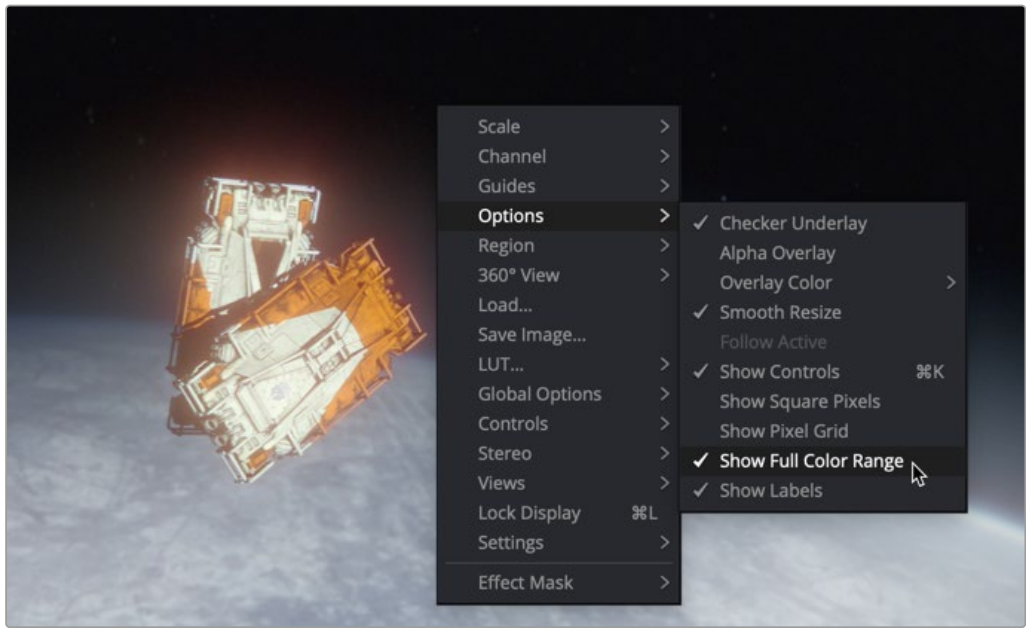 Scale
Channel
Guides
Options
Region
360° View
Load...
Save Image...
LUT...
Global Options
Controls
Stereo
Views
Lock Display ⌘L
Settings
Effect Mask
Checker Underlay
Alpha Overlay
Overlay Color
Smooth Resize
Follow Active
Show Controls ⌘K
Show Square Pixels
Show Pixel Grid
Show Full Color Range
Show Labels